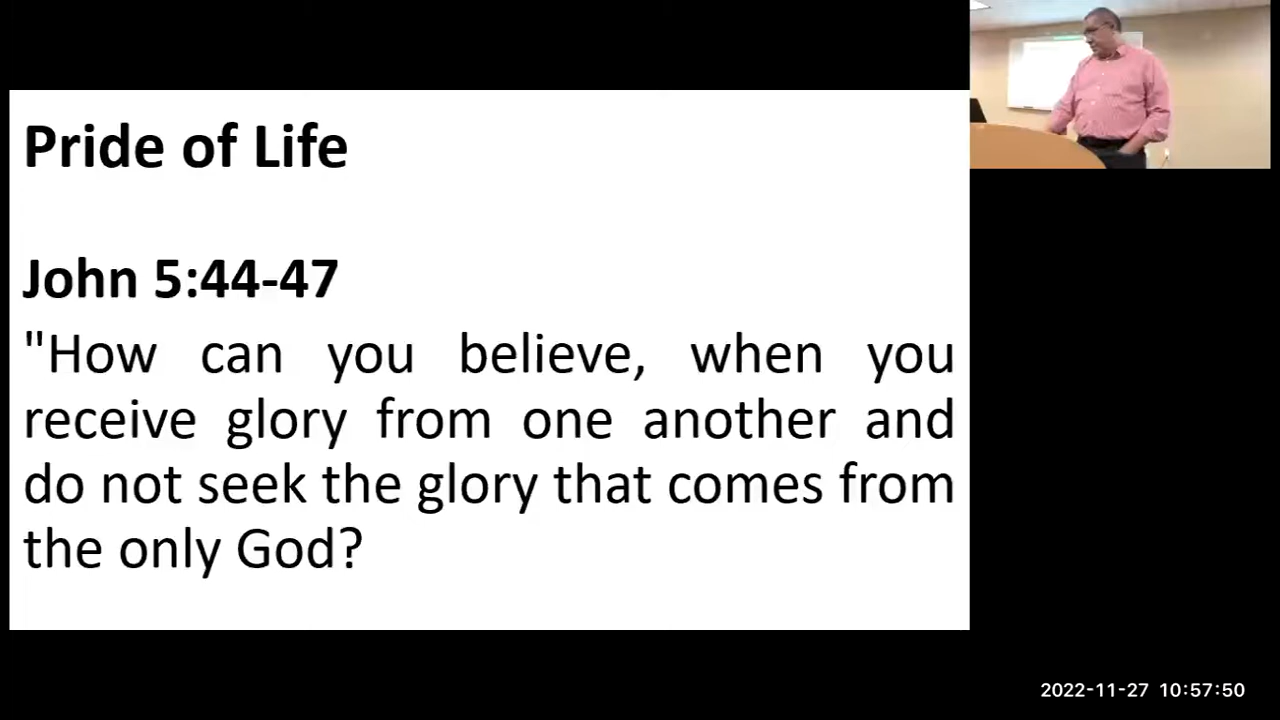 Pride of Life
John 5:44-47
"How can you believe, when you
receive glory from one another and
do not seek the glory that comes from
the only God?
2022-11-27 10:57:50